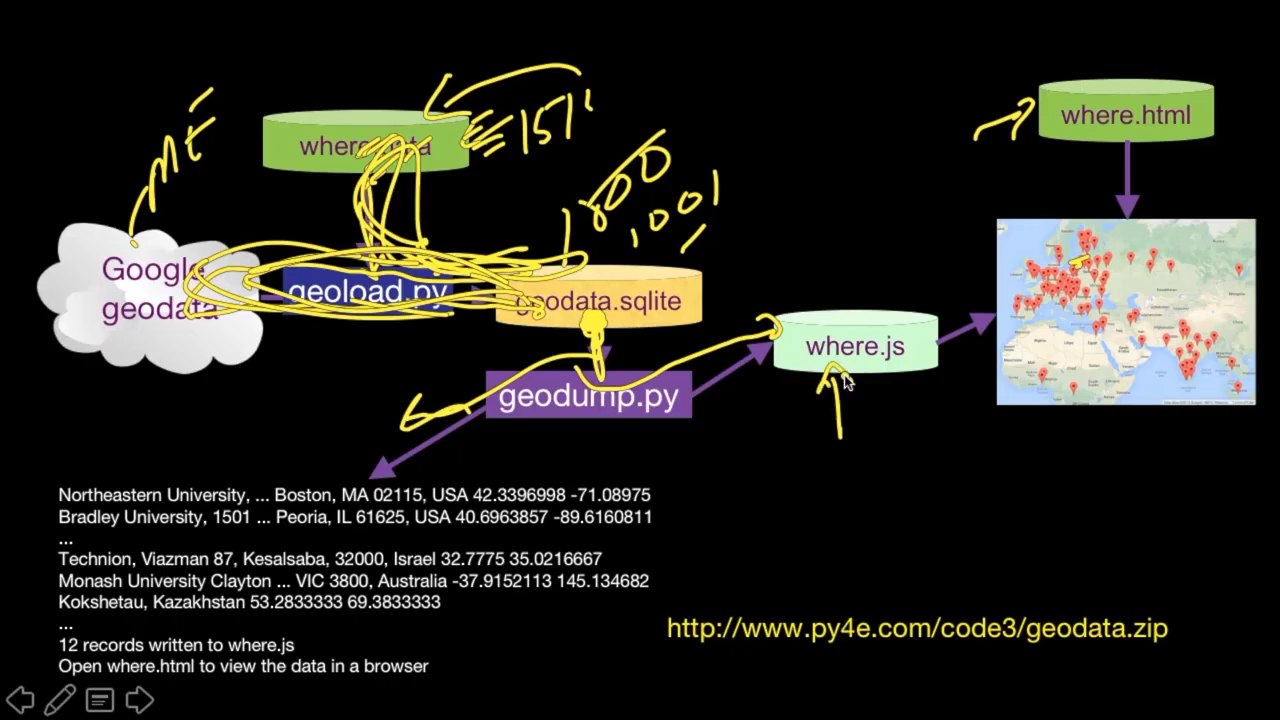 where.data
where.html
Google
geodata
geoload.py
geodata.sqlite
where.js
geodump.py
Northeastern University, ... Boston, MA 02115, USA 42.3396998 -71.08975
Bradley University, 1501 ... Peoria, IL 61625, USA 40.6963857 -89.6160811
...
Technion, Viazman 87, Kesalsaba, 32000, Israel 32.7775 35.0216667
Monash University Clayton ... VIC 3800, Australia -37.9152113 145.134682
Kokshetau, Kazakhstan 53.2833333 69.3833333
...
12 records written to where.js
Open where.html to view the data in a browser
http://www.py4e.com/code3/geodata.zip